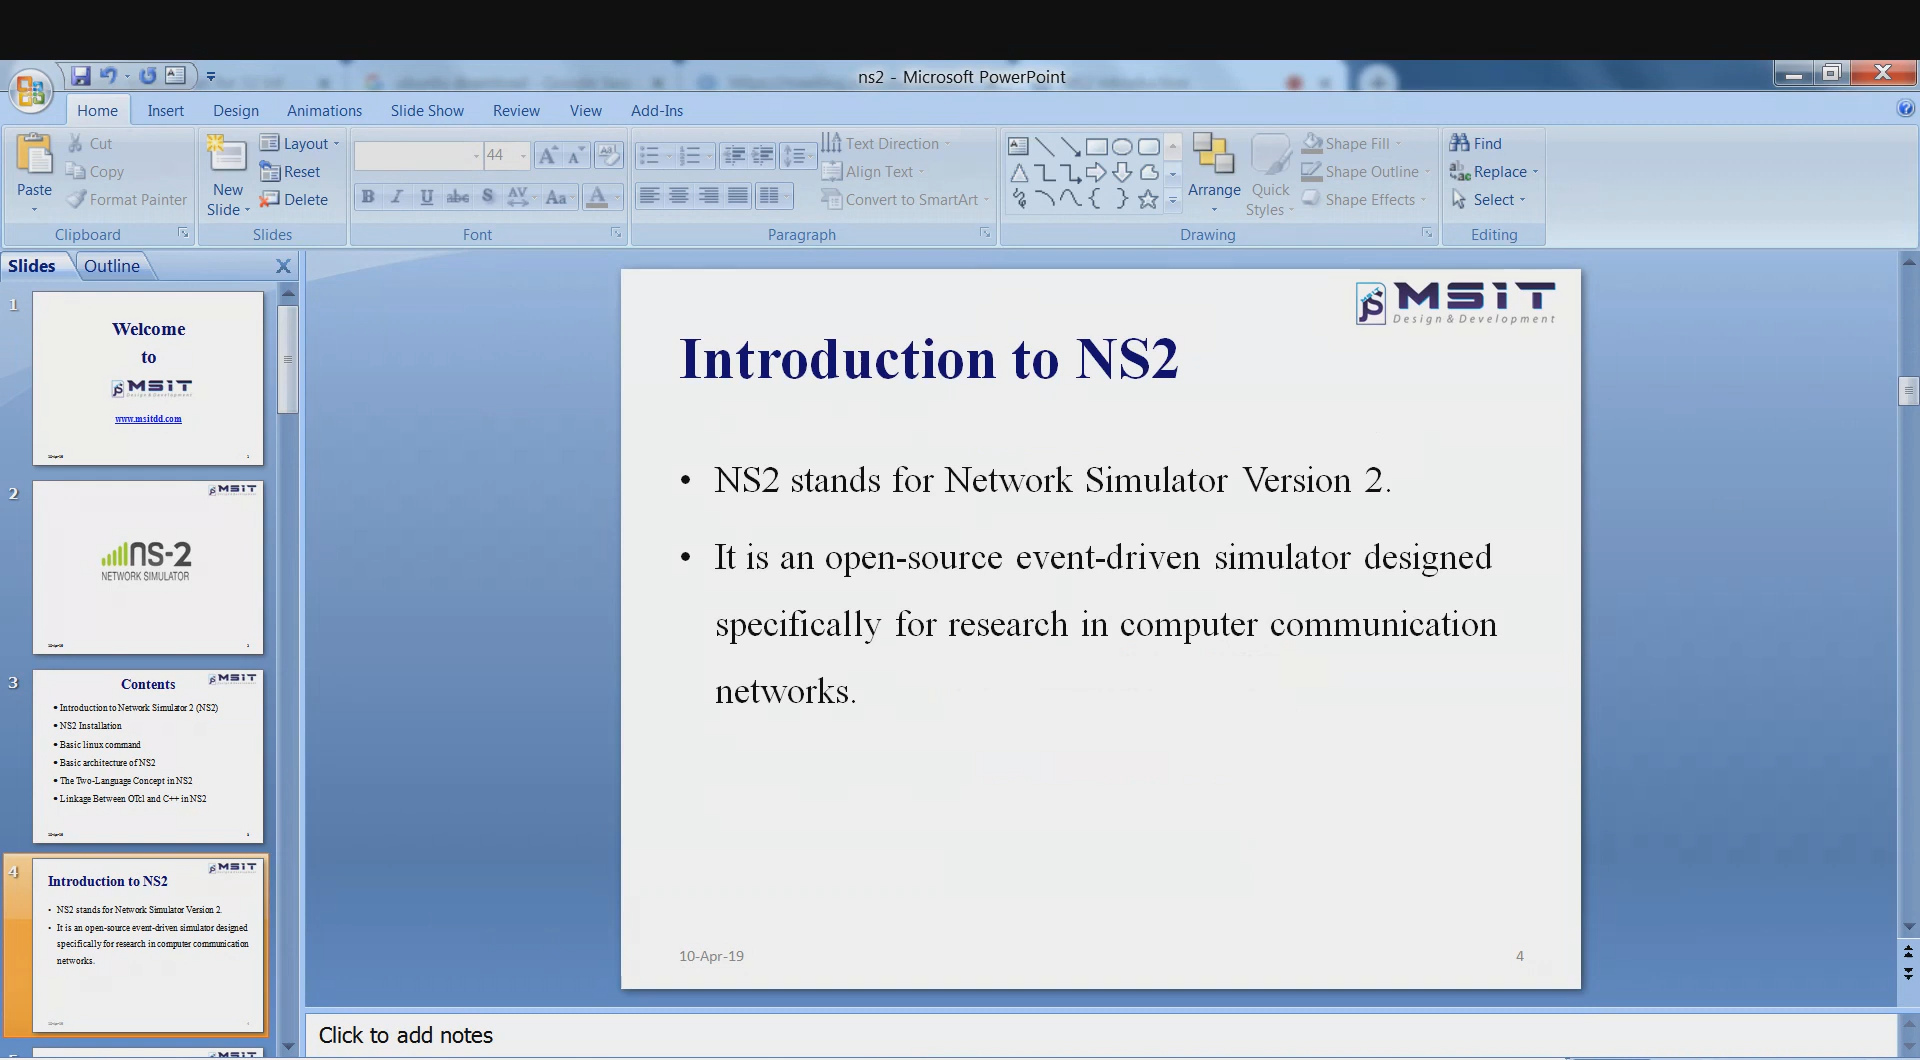 ns2 - Microsoft PowerPoint
Home Insert Design Animations Slide Show Review View Add-Ins
Paste
Cut
Copy
Format Painter
Clipboard
New Slide
Layout
Reset
Delete
Slides
44
B I U abc S AV Aa A
Font
Text Direction
Align Text
Convert to SmartArt
Paragraph
Arrange
Quick Styles
Shape Fill
Shape Outline
Shape Effects
Drawing
Find
Replace
Select
Editing
Slides Outline
1
Welcome
to
MSiT
Design & Development
www.msitdd.com
1
2
MSiT
ns-2
NETWORK SIMULATOR
3
Contents
MSiT
• Introduction to Network Simulator 2 (NS2)
• NS2 Installation
• Basic linux command
• Basic architecture of NS2
• The Two-Language Concept in NS2
• Linkage Between OTcl and C++ in NS2
4
MSiT
Introduction to NS2
• NS2 stands for Network Simulator Version 2.
• It is an open-source event-driven simulator designed
specifically for research in computer communication
networks.
MSiT
Design & Development
Introduction to NS2
• NS2 stands for Network Simulator Version 2.
• It is an open-source event-driven simulator designed
specifically for research in computer communication
networks.
10-Apr-19
4
Click to add notes